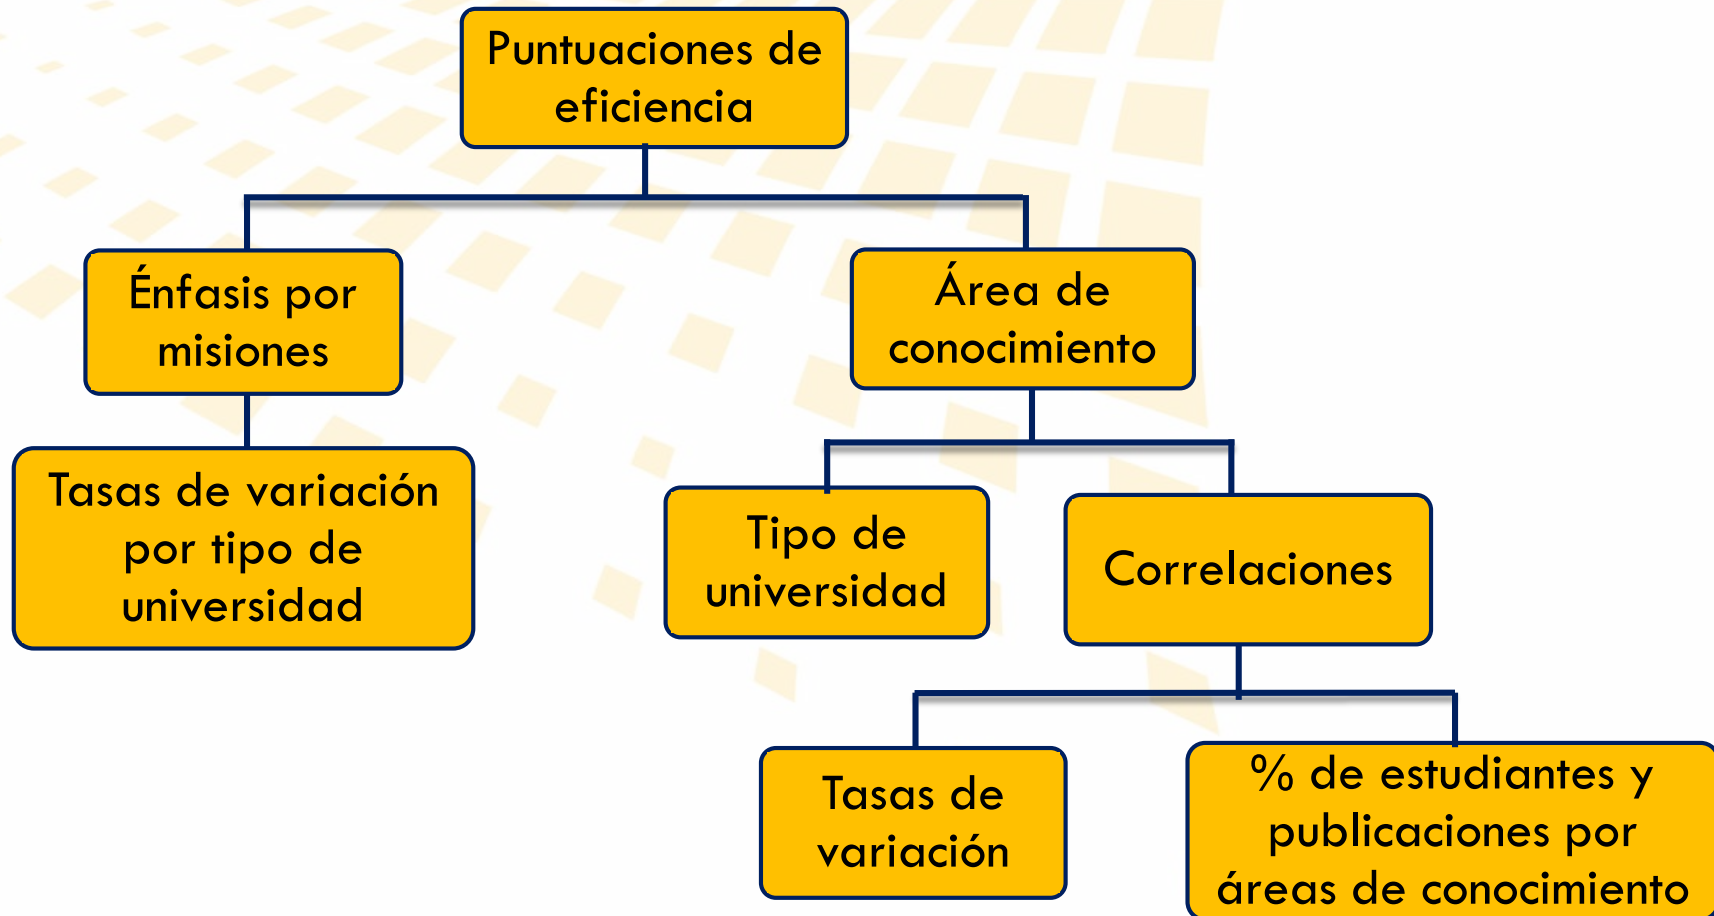 Puntuaciones de
eficiencia
Énfasis por
misiones
Área de
conocimiento
Tasas de variación
por tipo de
universidad
Tipo de
universidad
Correlaciones
Tasas de
variación
% de estudiantes y
publicaciones por
áreas de conocimiento